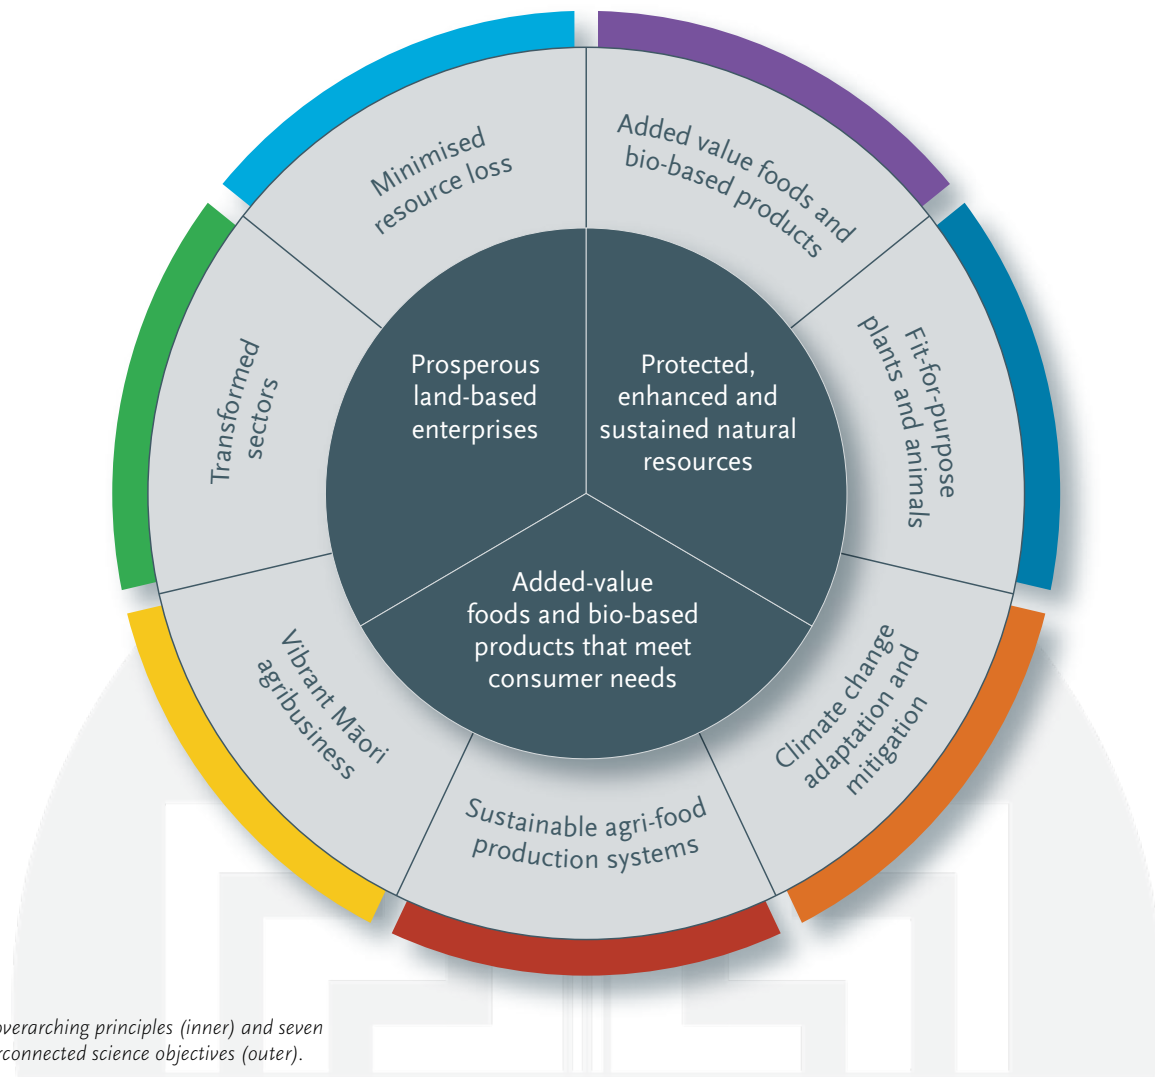 Minimised
resource loss
Added value foods and
bio-based products
Fit-for-purpose
plants and animals
Climate change
adaptation and
mitigation
Sustainable agri-food
production systems
Vibrant Māori
agribusiness
Transformed
sectors
Prosperous
land-based
enterprises
Protected,
enhanced and
sustained natural
resources
Added-value
foods and bio-based
products that meet
consumer needs
overarching principles (inner) and seven
rconnected science objectives (outer).